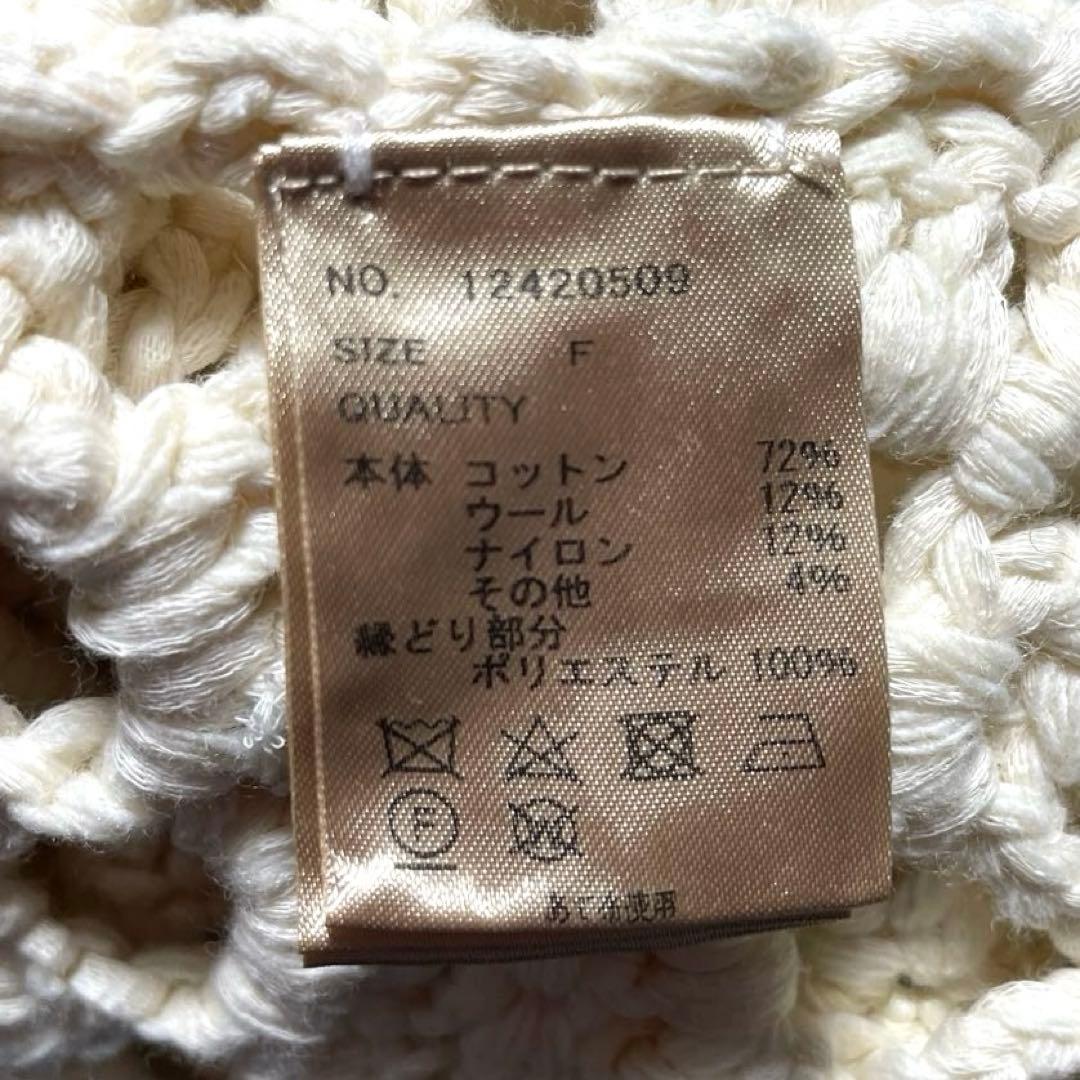 NO. 12420509
SIZE F
QUALITY
本体 コットン 72%
ウール 12%
ナイロン 12%
その他 4%
縁どり部分
ポリエステル 100%
F W
あて布使用